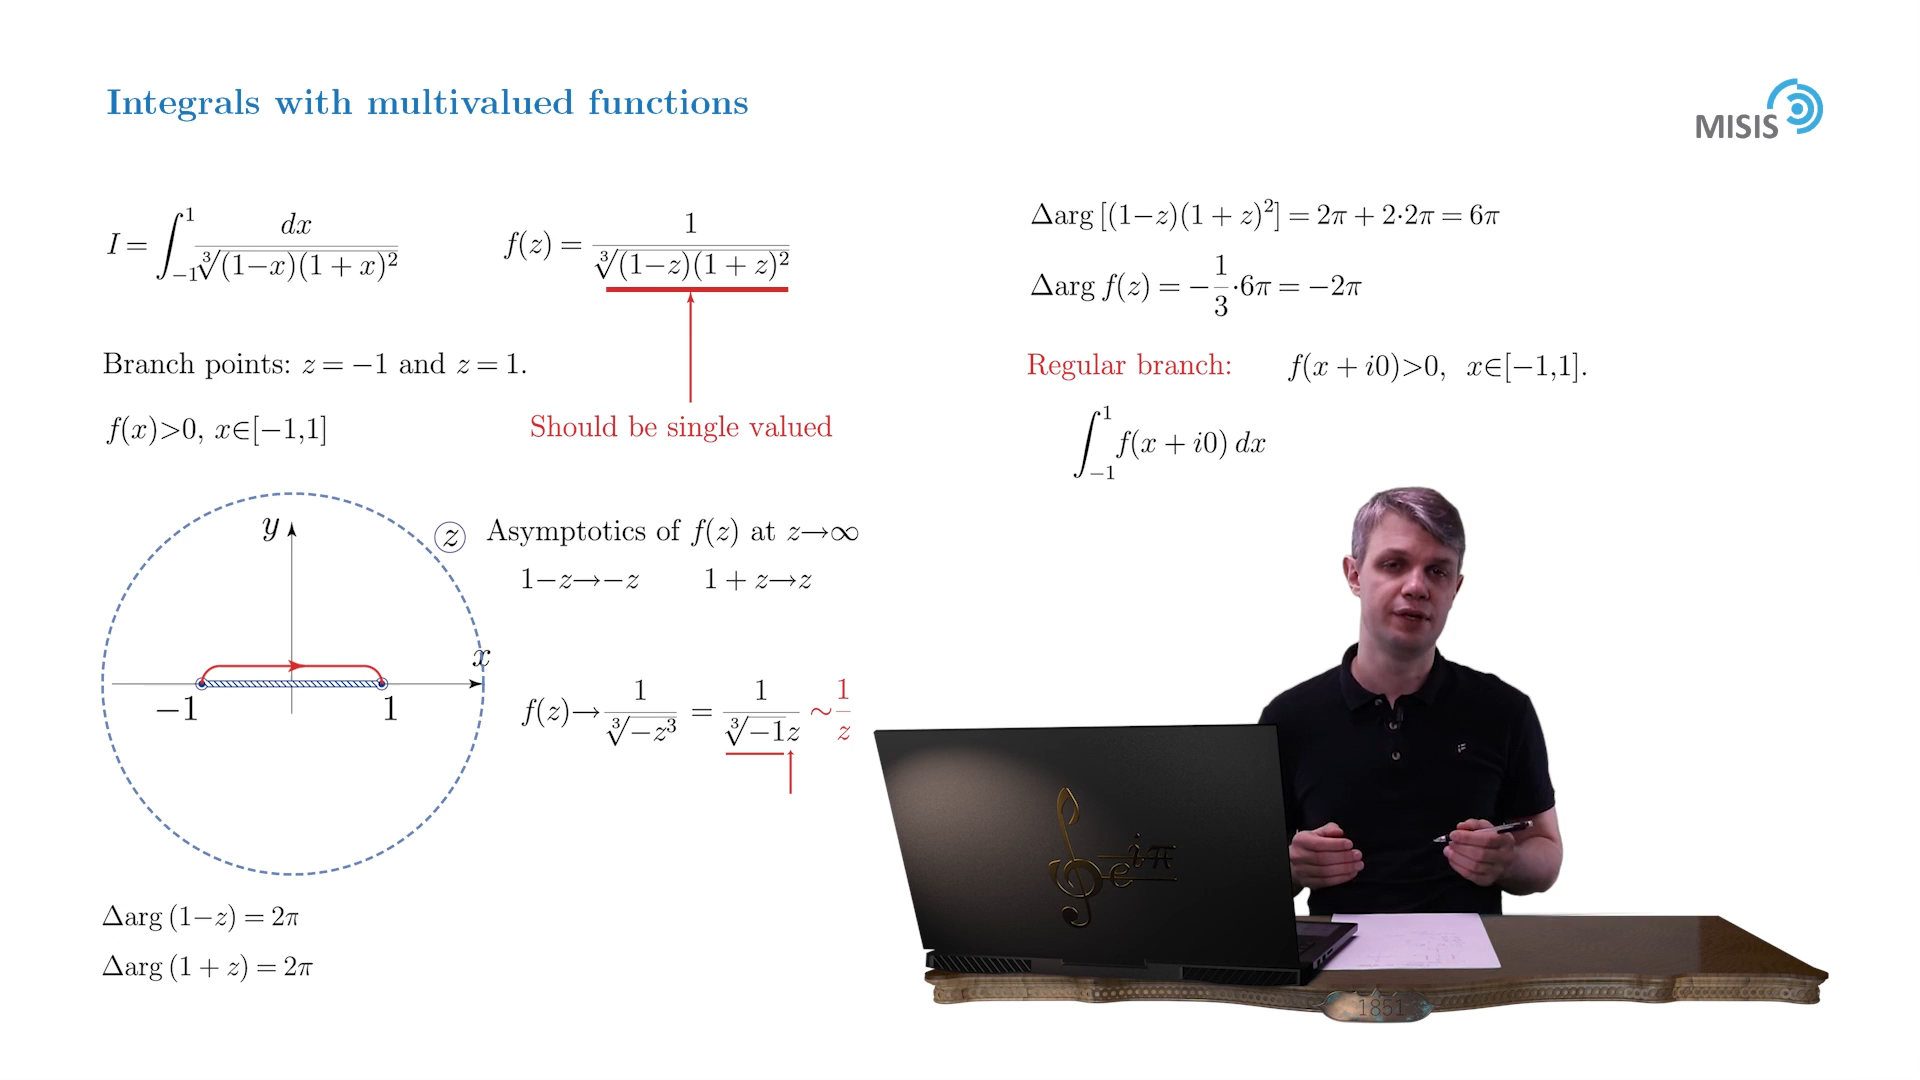 Integrals with multivalued functions
MISIS
I = ∫_{−1}^{1} dx / ∛((1−x)(1+x)²)
f(z) = 1 / ∛((1−z)(1+z)²)
Branch points: z = −1 and z = 1.
f(x)>0, x∈[−1,1]
Should be single valued
y
z
x
−1
1
Asymptotics of f(z) at z→∞
1−z→−z 1+z→z
f(z)→ 1/∛(−z³) = 1/(∛(−1) z) ~ 1/z
Δarg (1−z) = 2π
Δarg (1+z) = 2π
Δarg [(1−z)(1+z)²] = 2π + 2·2π = 6π
Δarg f(z) = −1/3 · 6π = −2π
Regular branch: f(x+i0)>0, x∈[−1,1].
∫_{−1}^{1} f(x+i0) dx
e^{iπ}
1851